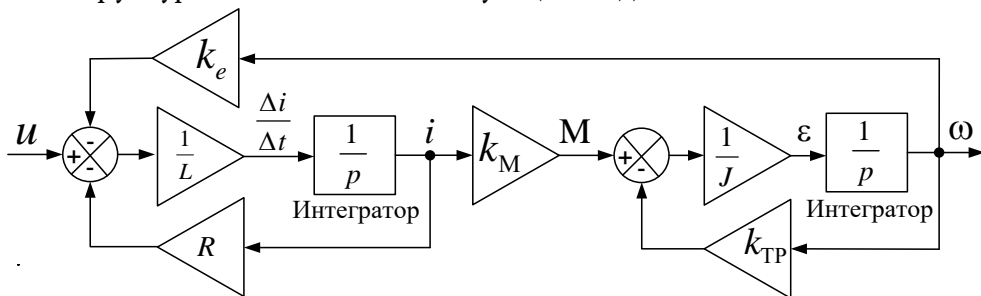 k_e
u
+
-
-
1/L
Δi/Δt
1/p
Интегратор
i
k_M
M
+
-
1/J
ε
1/p
Интегратор
ω
R
k_ТР